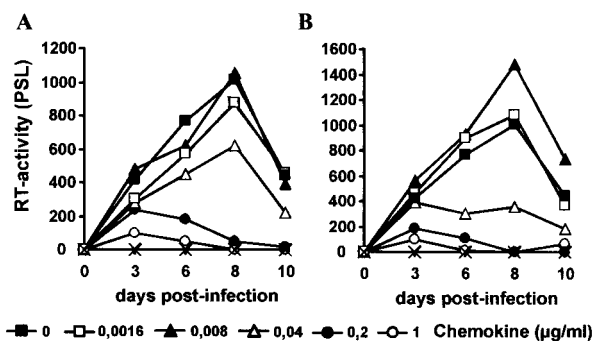 A
B
RT-activity (PSL)
1200
1000
800
600
400
200
0
0 3 6 8 10
days post-infection
1600
1400
1200
1000
800
600
400
200
0
0 3 6 8 10
days post-infection
0 0,0016 0,008 0,04 0,2 1 Chemokine (µg/ml)